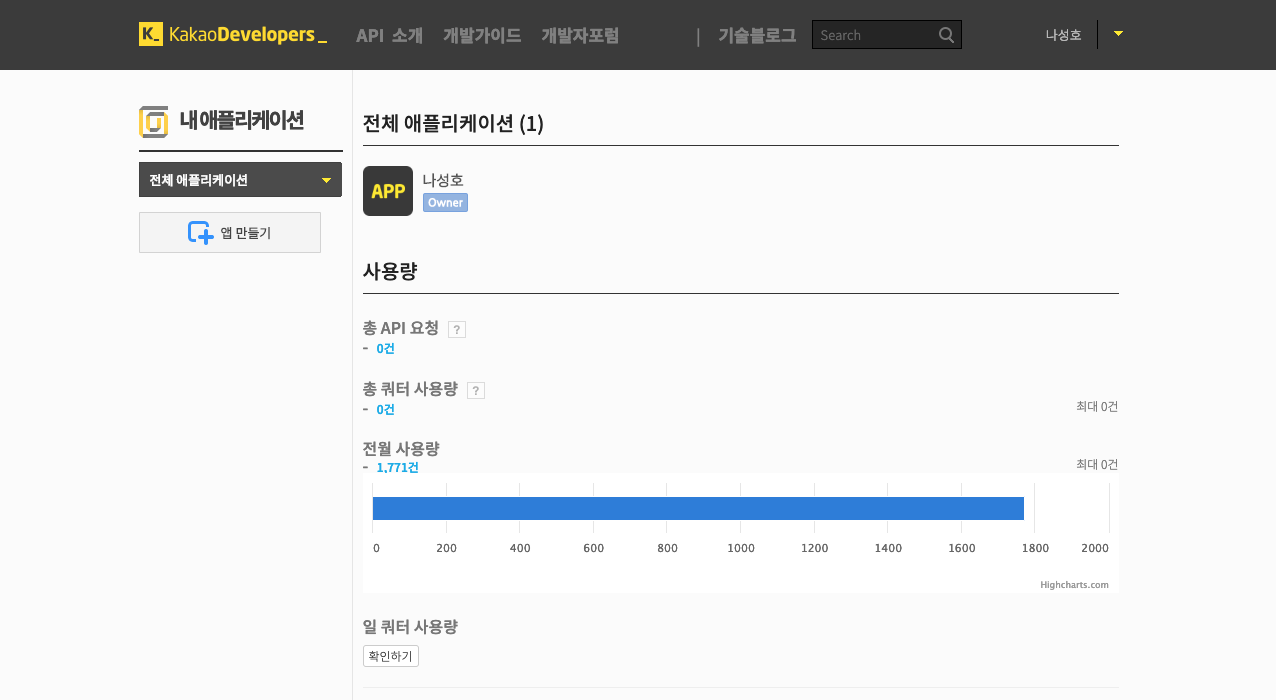 K_ KakaoDevelopers_ API 소개 개발가이드 개발자포럼 | 기술블로그 Search 나성호
내 애플리케이션
전체 애플리케이션
앱 만들기
전체 애플리케이션 (1)
APP
나성호
Owner
사용량
총 API 요청 ?
- 0건
총 쿼터 사용량 ?
- 0건 최대 0건
전월 사용량
- 1,771건 최대 0건
0 200 400 600 800 1000 1200 1400 1600 1800 2000
Highcharts.com
일 쿼터 사용량
확인하기